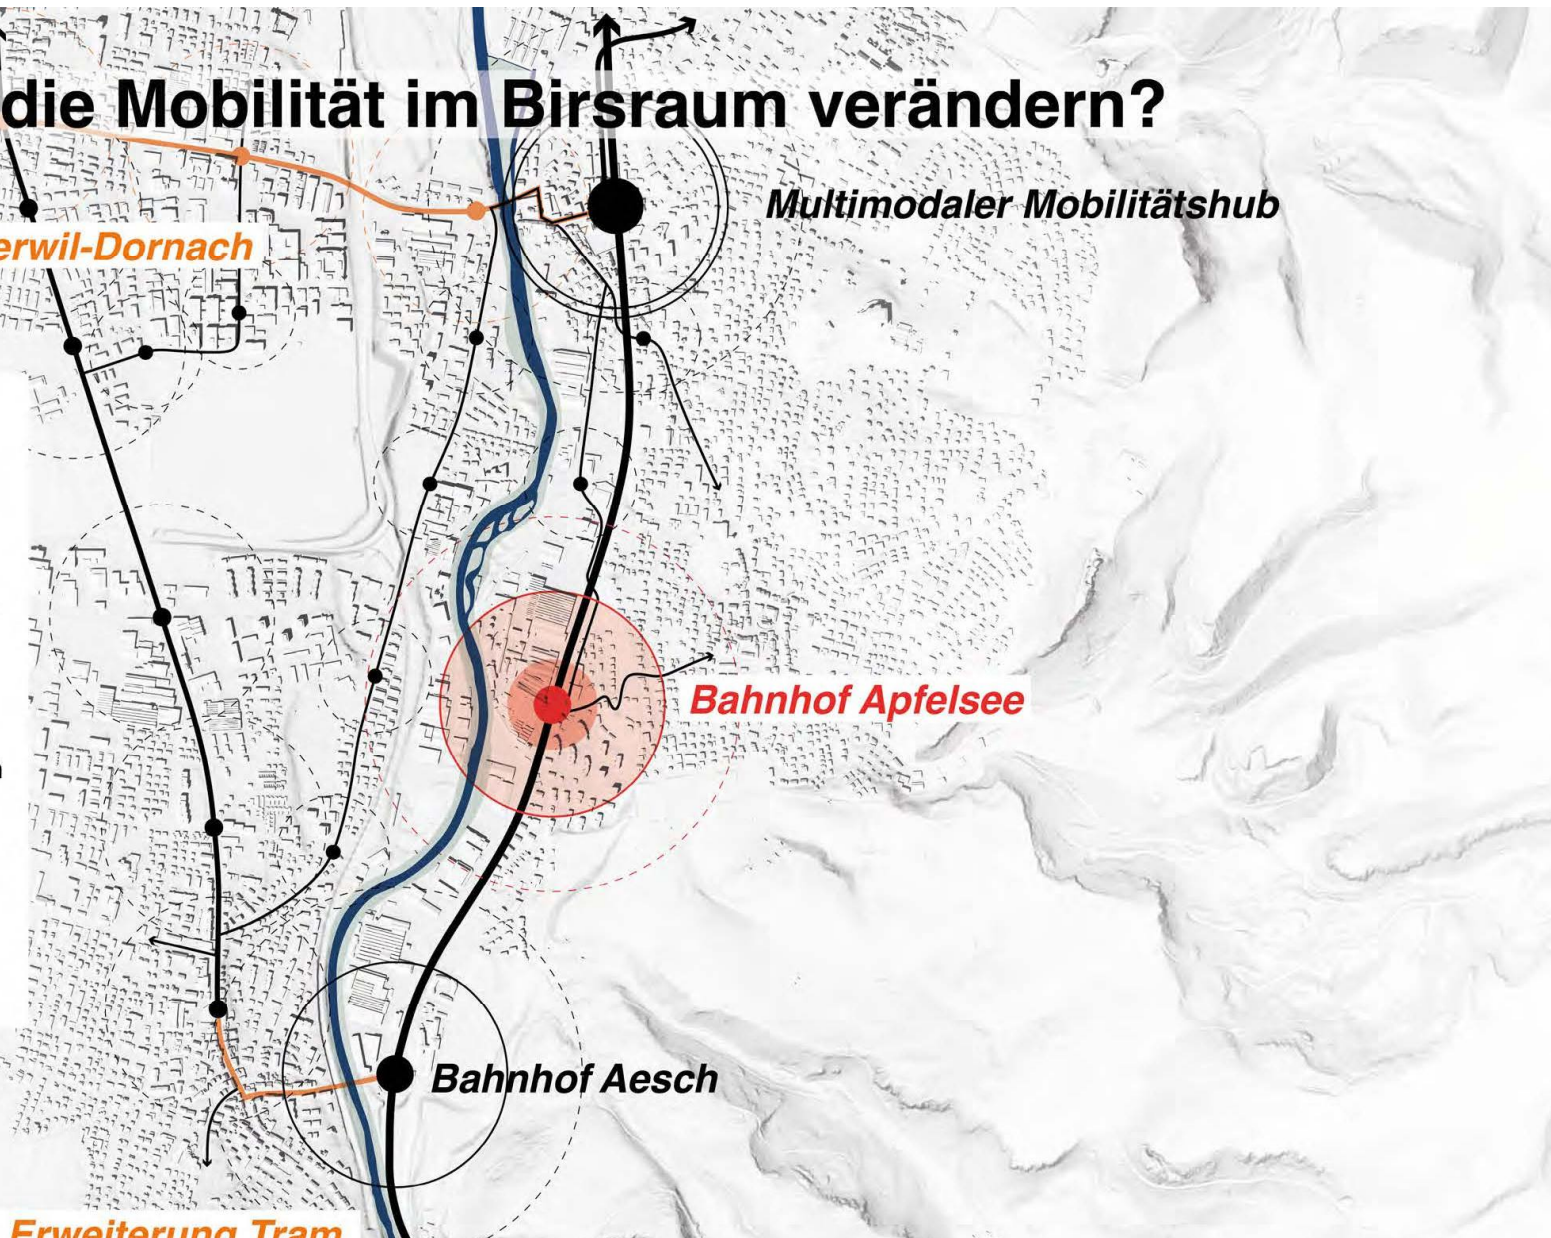 die Mobilität im Birsraum verändern?
Multimodaler Mobilitätshub
erwil-Dornach
Bahnhof Apfelsee
Bahnhof Aesch
Erweiterung Tram